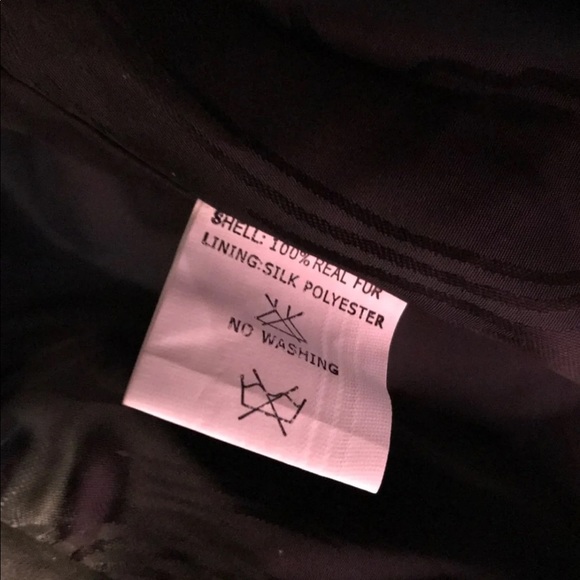 SHELL: 100% REAL FUR
LINING:SILK POLYESTER
NO WASHING